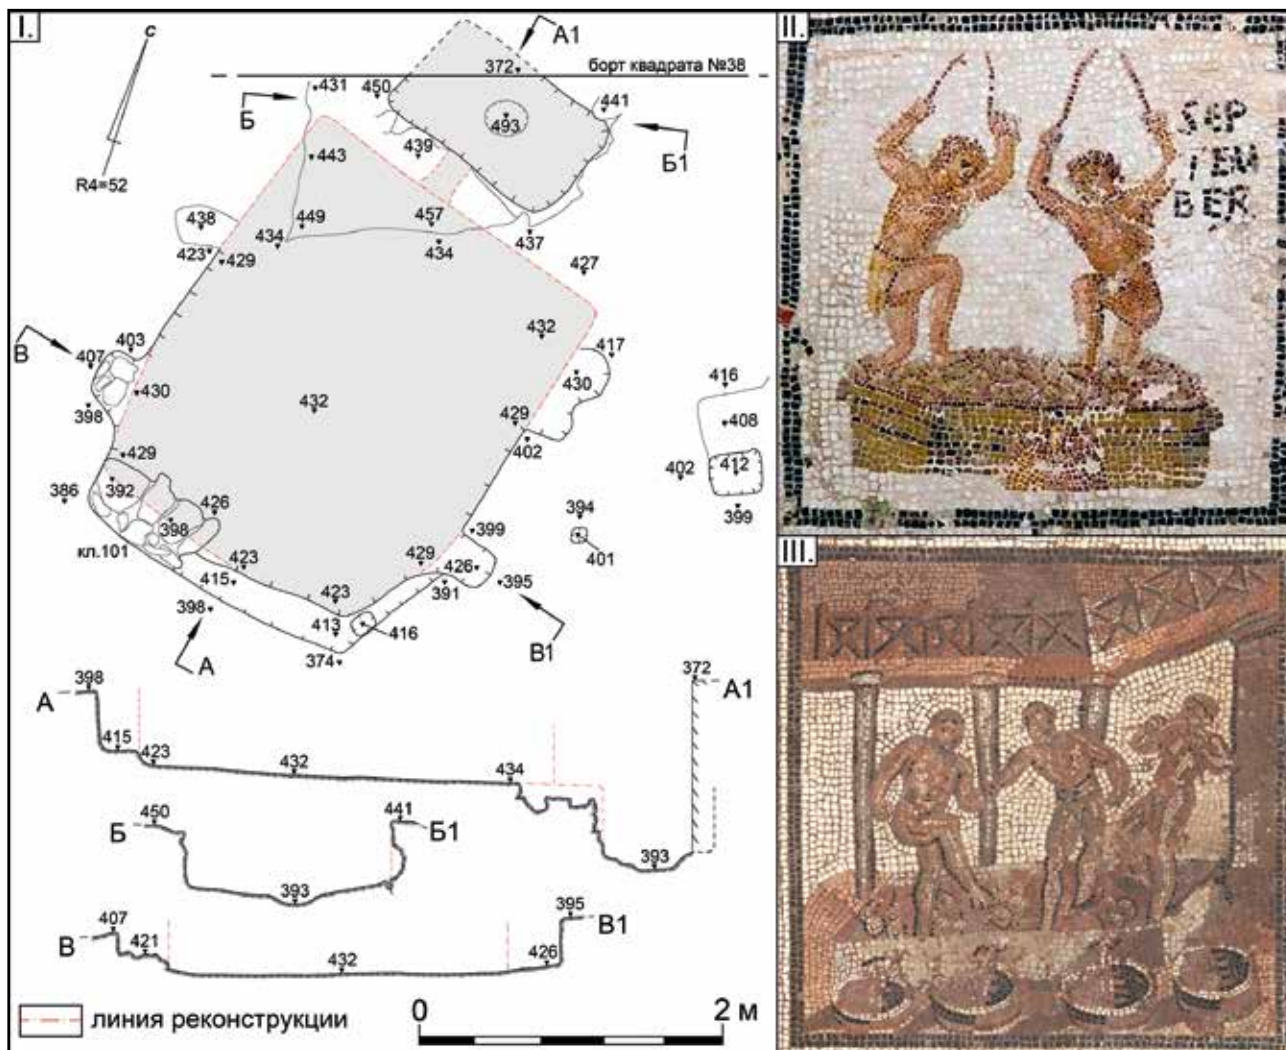 I.
С
R4=52
А1
372
борт квадрата №38
431
450
441
Б
493
Б1
439
443
438
449
457
434
434
437
423
429
427
432
417
В
407
403
430
430
416
398
432
429
408
402
402
412
429
386
392
426
394
399
398
399
401
кл.101
423
429
426
395
415
423
391
398
413
416
В1
А
374
398
372
А
А1
415
423
432
434
450
441
Б
Б1
393
393
407
395
В
421
В1
432
426
линия реконструкции
0
2 м
II.
SEP
TEM
BER
III.